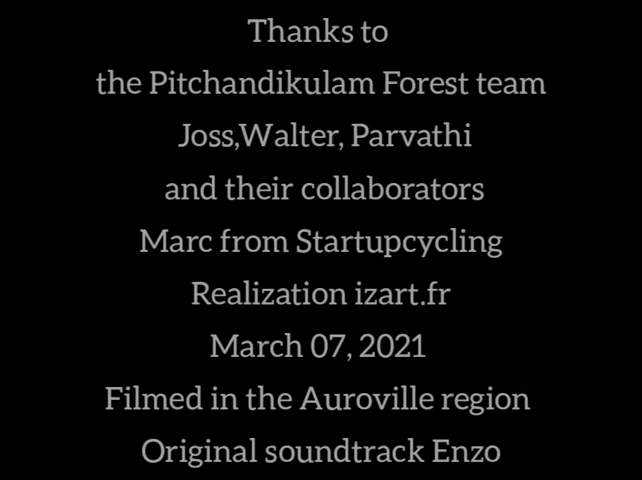 Thanks to
the Pitchandikulam Forest team
Joss,Walter, Parvathi
and their collaborators
Marc from Startupcycling
Realization izart.fr
March 07, 2021
Filmed in the Auroville region
Original soundtrack Enzo